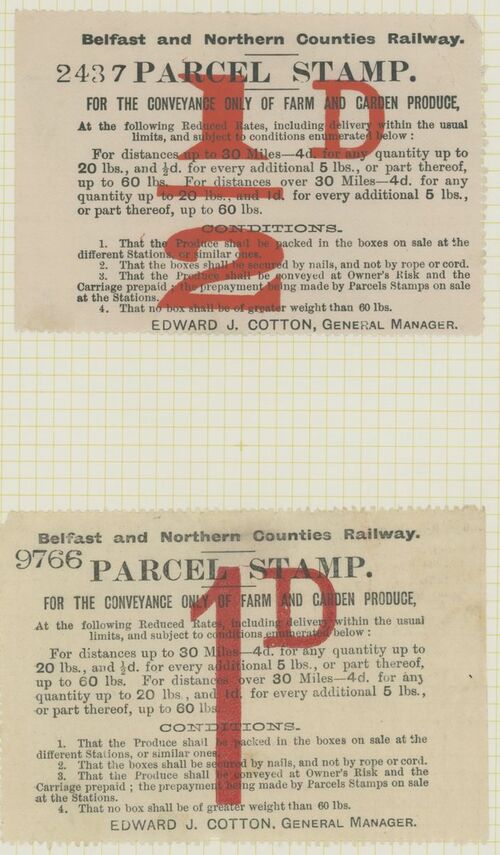 Belfast and Northern Counties Railway.
2437 PARCEL STAMP.
FOR THE CONVEYANCE ONLY OF FARM AND GARDEN PRODUCE,
At the following Reduced Rates, including delivery within the usual
limits, and subject to conditions enumerated below :
For distances up to 30 Miles—4d. for any quantity up to
20 lbs., and ½d. for every additional 5 lbs., or part thereof,
up to 60 lbs. For distances over 30 Miles—4d. for any
quantity up to 20 lbs., and 1d. for every additional 5 lbs.,
or part thereof, up to 60 lbs.
CONDITIONS.
1. That the Produce shall be packed in the boxes on sale at the
different Stations, or similar ones.
2. That the boxes shall be secured by nails, and not by rope or cord.
3. That the Produce shall be conveyed at Owner's Risk and the
Carriage prepaid ; the prepayment being made by Parcels Stamps on sale
at the Stations.
4. That no box shall be of greater weight than 60 lbs.
EDWARD J. COTTON, GENERAL MANAGER.
1/2 D
Belfast and Northern Counties Railway.
9766 PARCEL STAMP.
FOR THE CONVEYANCE ONLY OF FARM AND GARDEN PRODUCE,
At the following Reduced Rates, including delivery within the usual
limits, and subject to conditions enumerated below :
For distances up to 30 Miles—4d. for any quantity up to
20 lbs., and ½d. for every additional 5 lbs., or part thereof,
up to 60 lbs. For distances over 30 Miles—4d. for any
quantity up to 20 lbs., and 1d. for every additional 5 lbs.,
or part thereof, up to 60 lbs.
CONDITIONS.
1. That the Produce shall be packed in the boxes on sale at the
different Stations, or similar ones.
2. That the boxes shall be secured by nails, and not by rope or cord.
3. That the Produce shall be conveyed at Owner's Risk and the
Carriage prepaid ; the prepayment being made by Parcels Stamps on sale
at the Stations.
4. That no box shall be of greater weight than 60 lbs.
EDWARD J. COTTON, GENERAL MANAGER.
1D